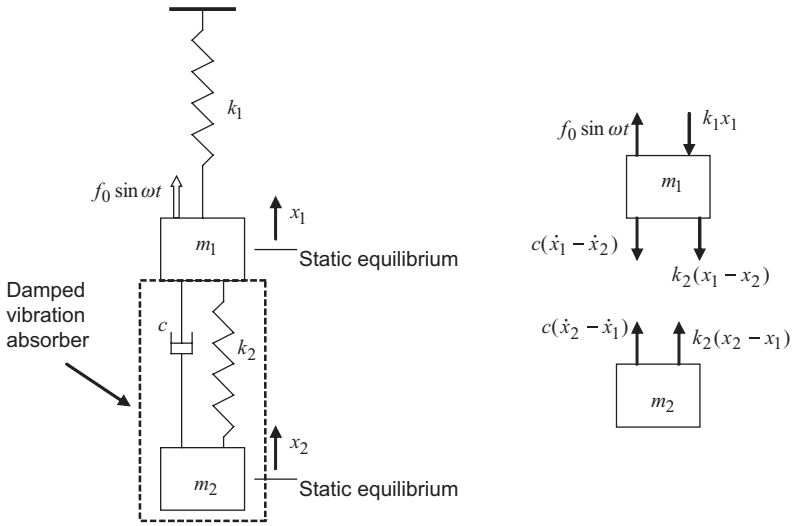 k₁
f₀ sin ωt
x₁
m₁
Static equilibrium
Damped
vibration
absorber
c
k₂
x₂
m₂
Static equilibrium
f₀ sin ωt
k₁x₁
m₁
c(ẋ₁ − ẋ₂)
k₂(x₁ − x₂)
c(ẋ₂ − ẋ₁)
k₂(x₂ − x₁)
m₂